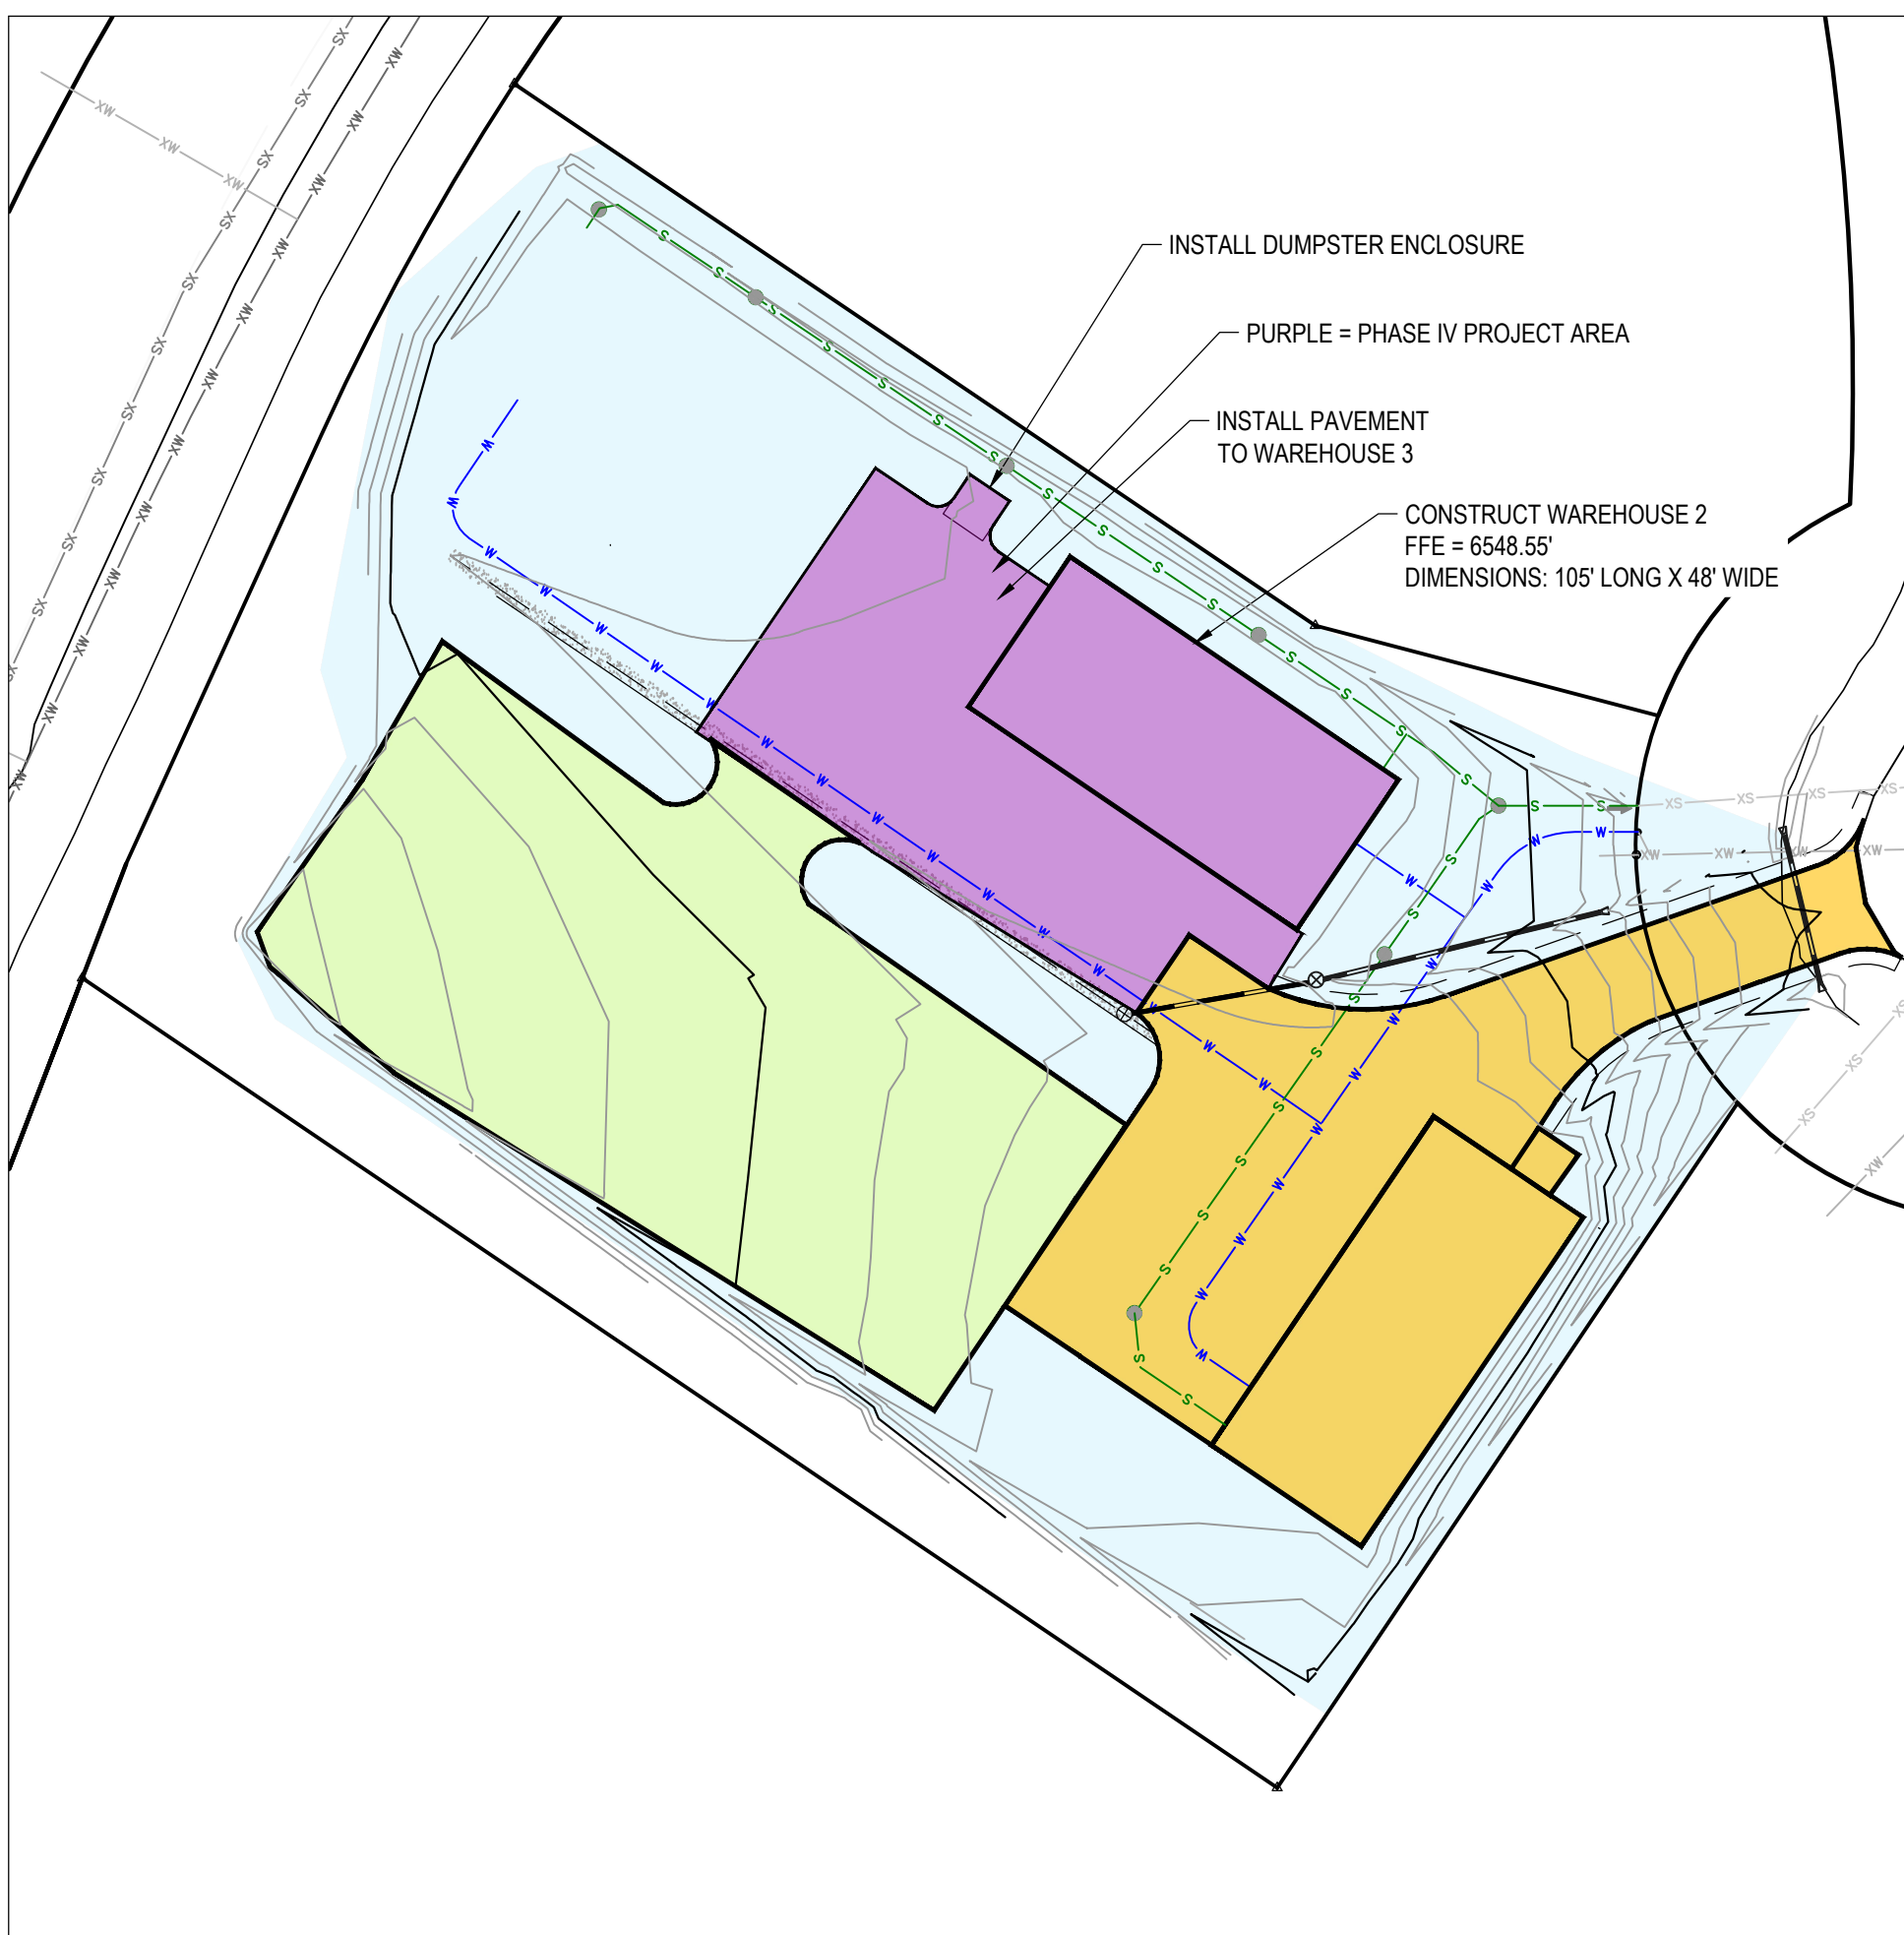 INSTALL DUMPSTER ENCLOSURE
PURPLE = PHASE IV PROJECT AREA
INSTALL PAVEMENT
TO WAREHOUSE 3
CONSTRUCT WAREHOUSE 2
FFE = 6548.55'
DIMENSIONS: 105' LONG X 48' WIDE